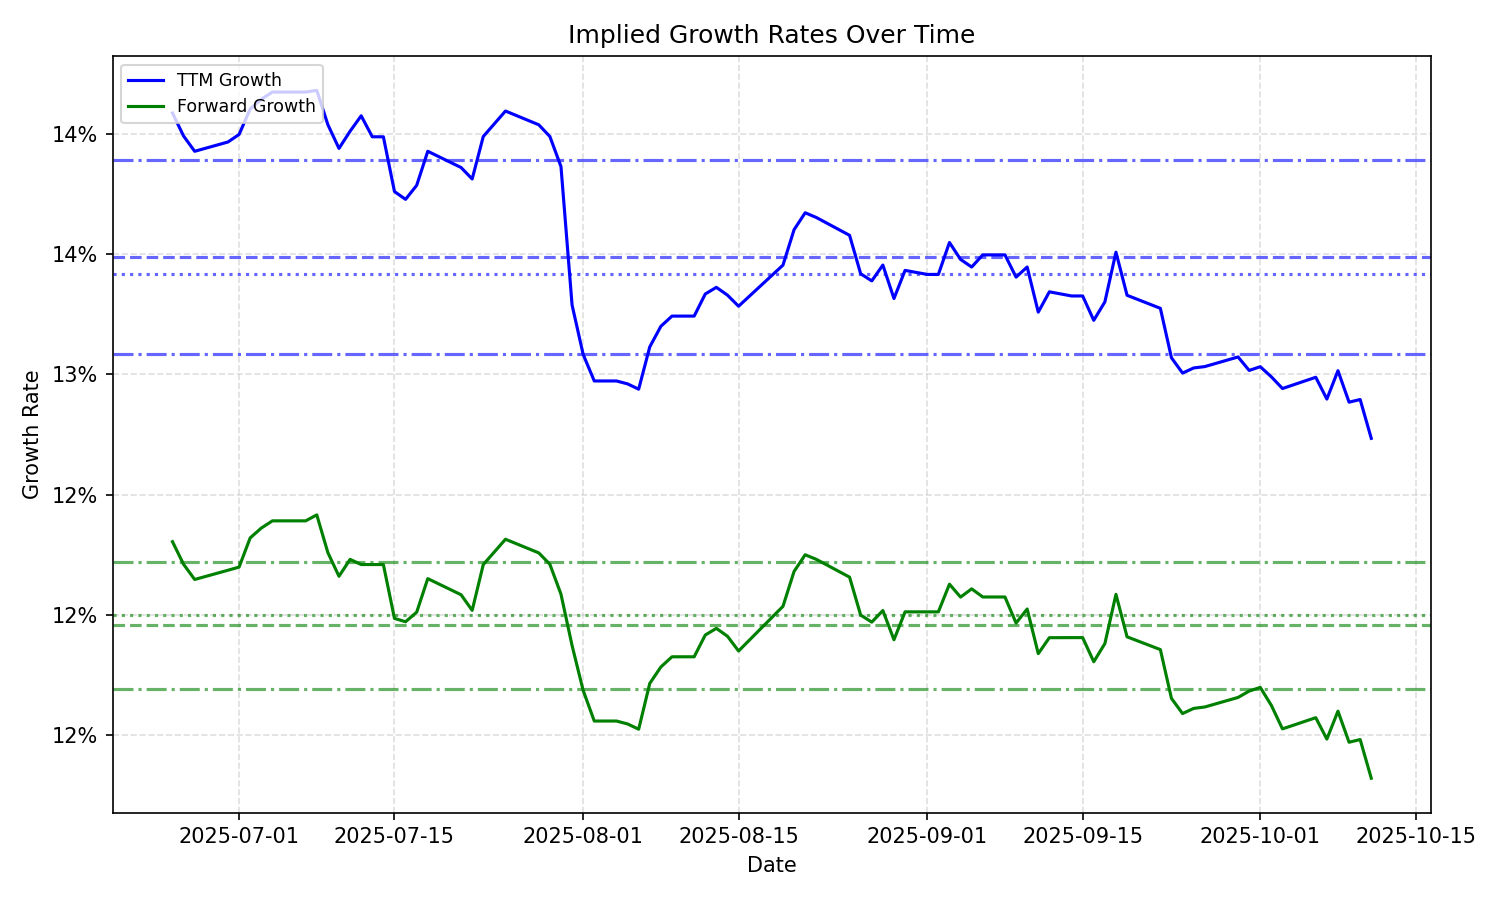 Implied Growth Rates Over Time
TTM Growth
Forward Growth
14%
14%
13%
12%
12%
12%
Growth Rate
2025-07-01
2025-07-15
2025-08-01
2025-08-15
2025-09-01
2025-09-15
2025-10-01
2025-10-15
Date